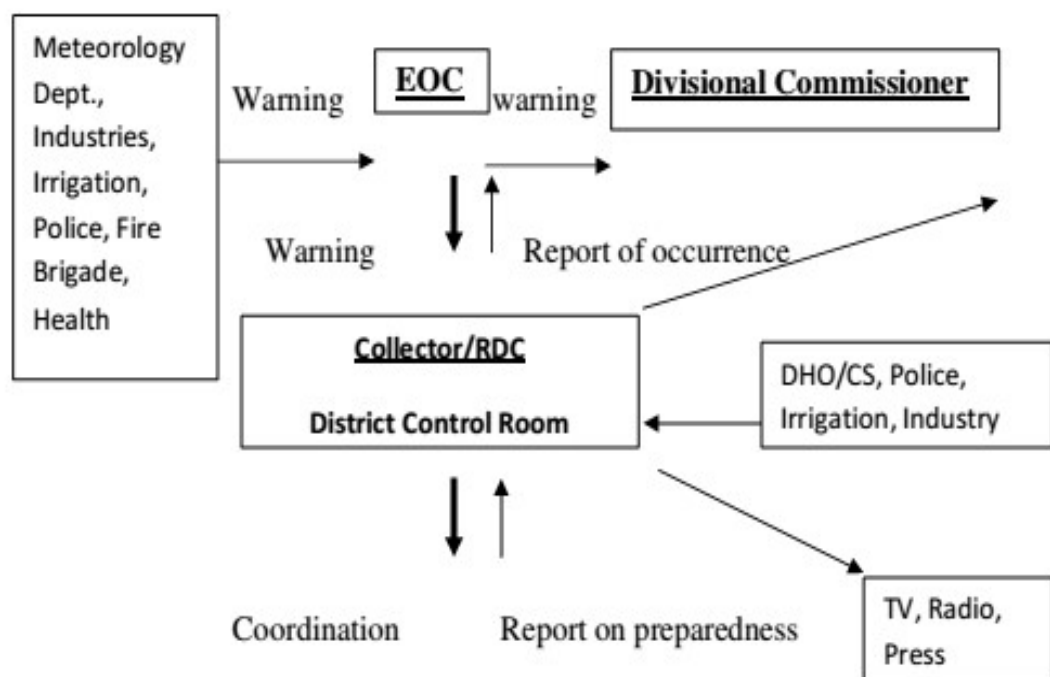 Meteorology
Dept.,
Industries,
Irrigation,
Police, Fire
Brigade,
Health
Warning
EOC
warning
Divisional Commissioner
Warning
Report of occurrence
Collector/RDC
District Control Room
DHO/CS, Police,
Irrigation, Industry
Coordination
Report on preparedness
TV, Radio,
Press